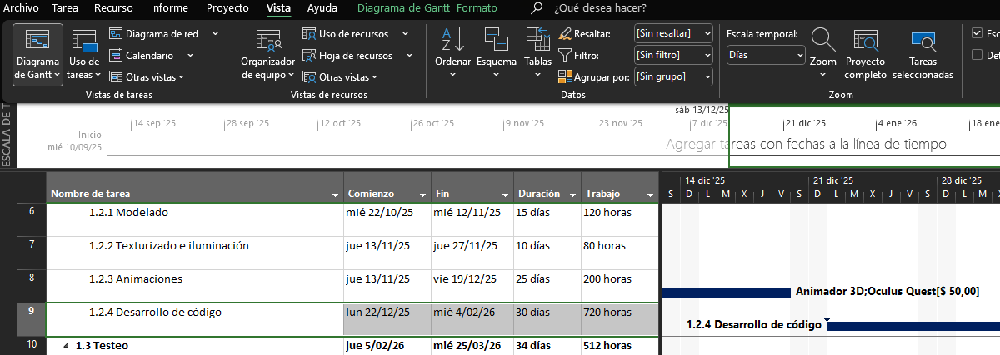 Archivo Tarea Recurso Informe Proyecto Vista Ayuda Diagrama de Gantt Formato ¿Qué desea hacer?
Diagrama de Gantt
Uso de tareas
Diagrama de red
Calendario
Otras vistas
Vistas de tareas
Organizador de equipo
Uso de recursos
Hoja de recursos
Otras vistas
Vistas de recursos
Ordenar
Esquema
Tablas
Resaltar: [Sin resaltar]
Filtro: [Sin filtro]
Agrupar por: [Sin grupo]
Datos
Escala temporal:
Días
Zoom
Proyecto completo
Tareas seleccionadas
Zoom
Esc
Det
ESCALA DE T
sáb 13/12/25
14 sep '25 28 sep '25 12 oct '25 26 oct '25 9 nov '25 23 nov '25 7 dic '25 21 dic '25 4 ene '26 18 ene
Inicio
mié 10/09/25
Agregar tareas con fechas a la línea de tiempo
Nombre de tarea Comienzo Fin Duración Trabajo
14 dic '25 21 dic '25 28 dic '25
S D L M X J V S D L M X J V S D L M X
6 1.2.1 Modelado mié 22/10/25 mié 12/11/25 15 días 120 horas
7 1.2.2 Texturizado e iluminación jue 13/11/25 jue 27/11/25 10 días 80 horas
8 1.2.3 Animaciones jue 13/11/25 vie 19/12/25 25 días 200 horas
Animador 3D;Oculus Quest[$ 50,00]
9 1.2.4 Desarrollo de código lun 22/12/25 mié 4/02/26 30 días 720 horas
1.2.4 Desarrollo de código
10 1.3 Testeo jue 5/02/26 mié 25/03/26 34 días 512 horas